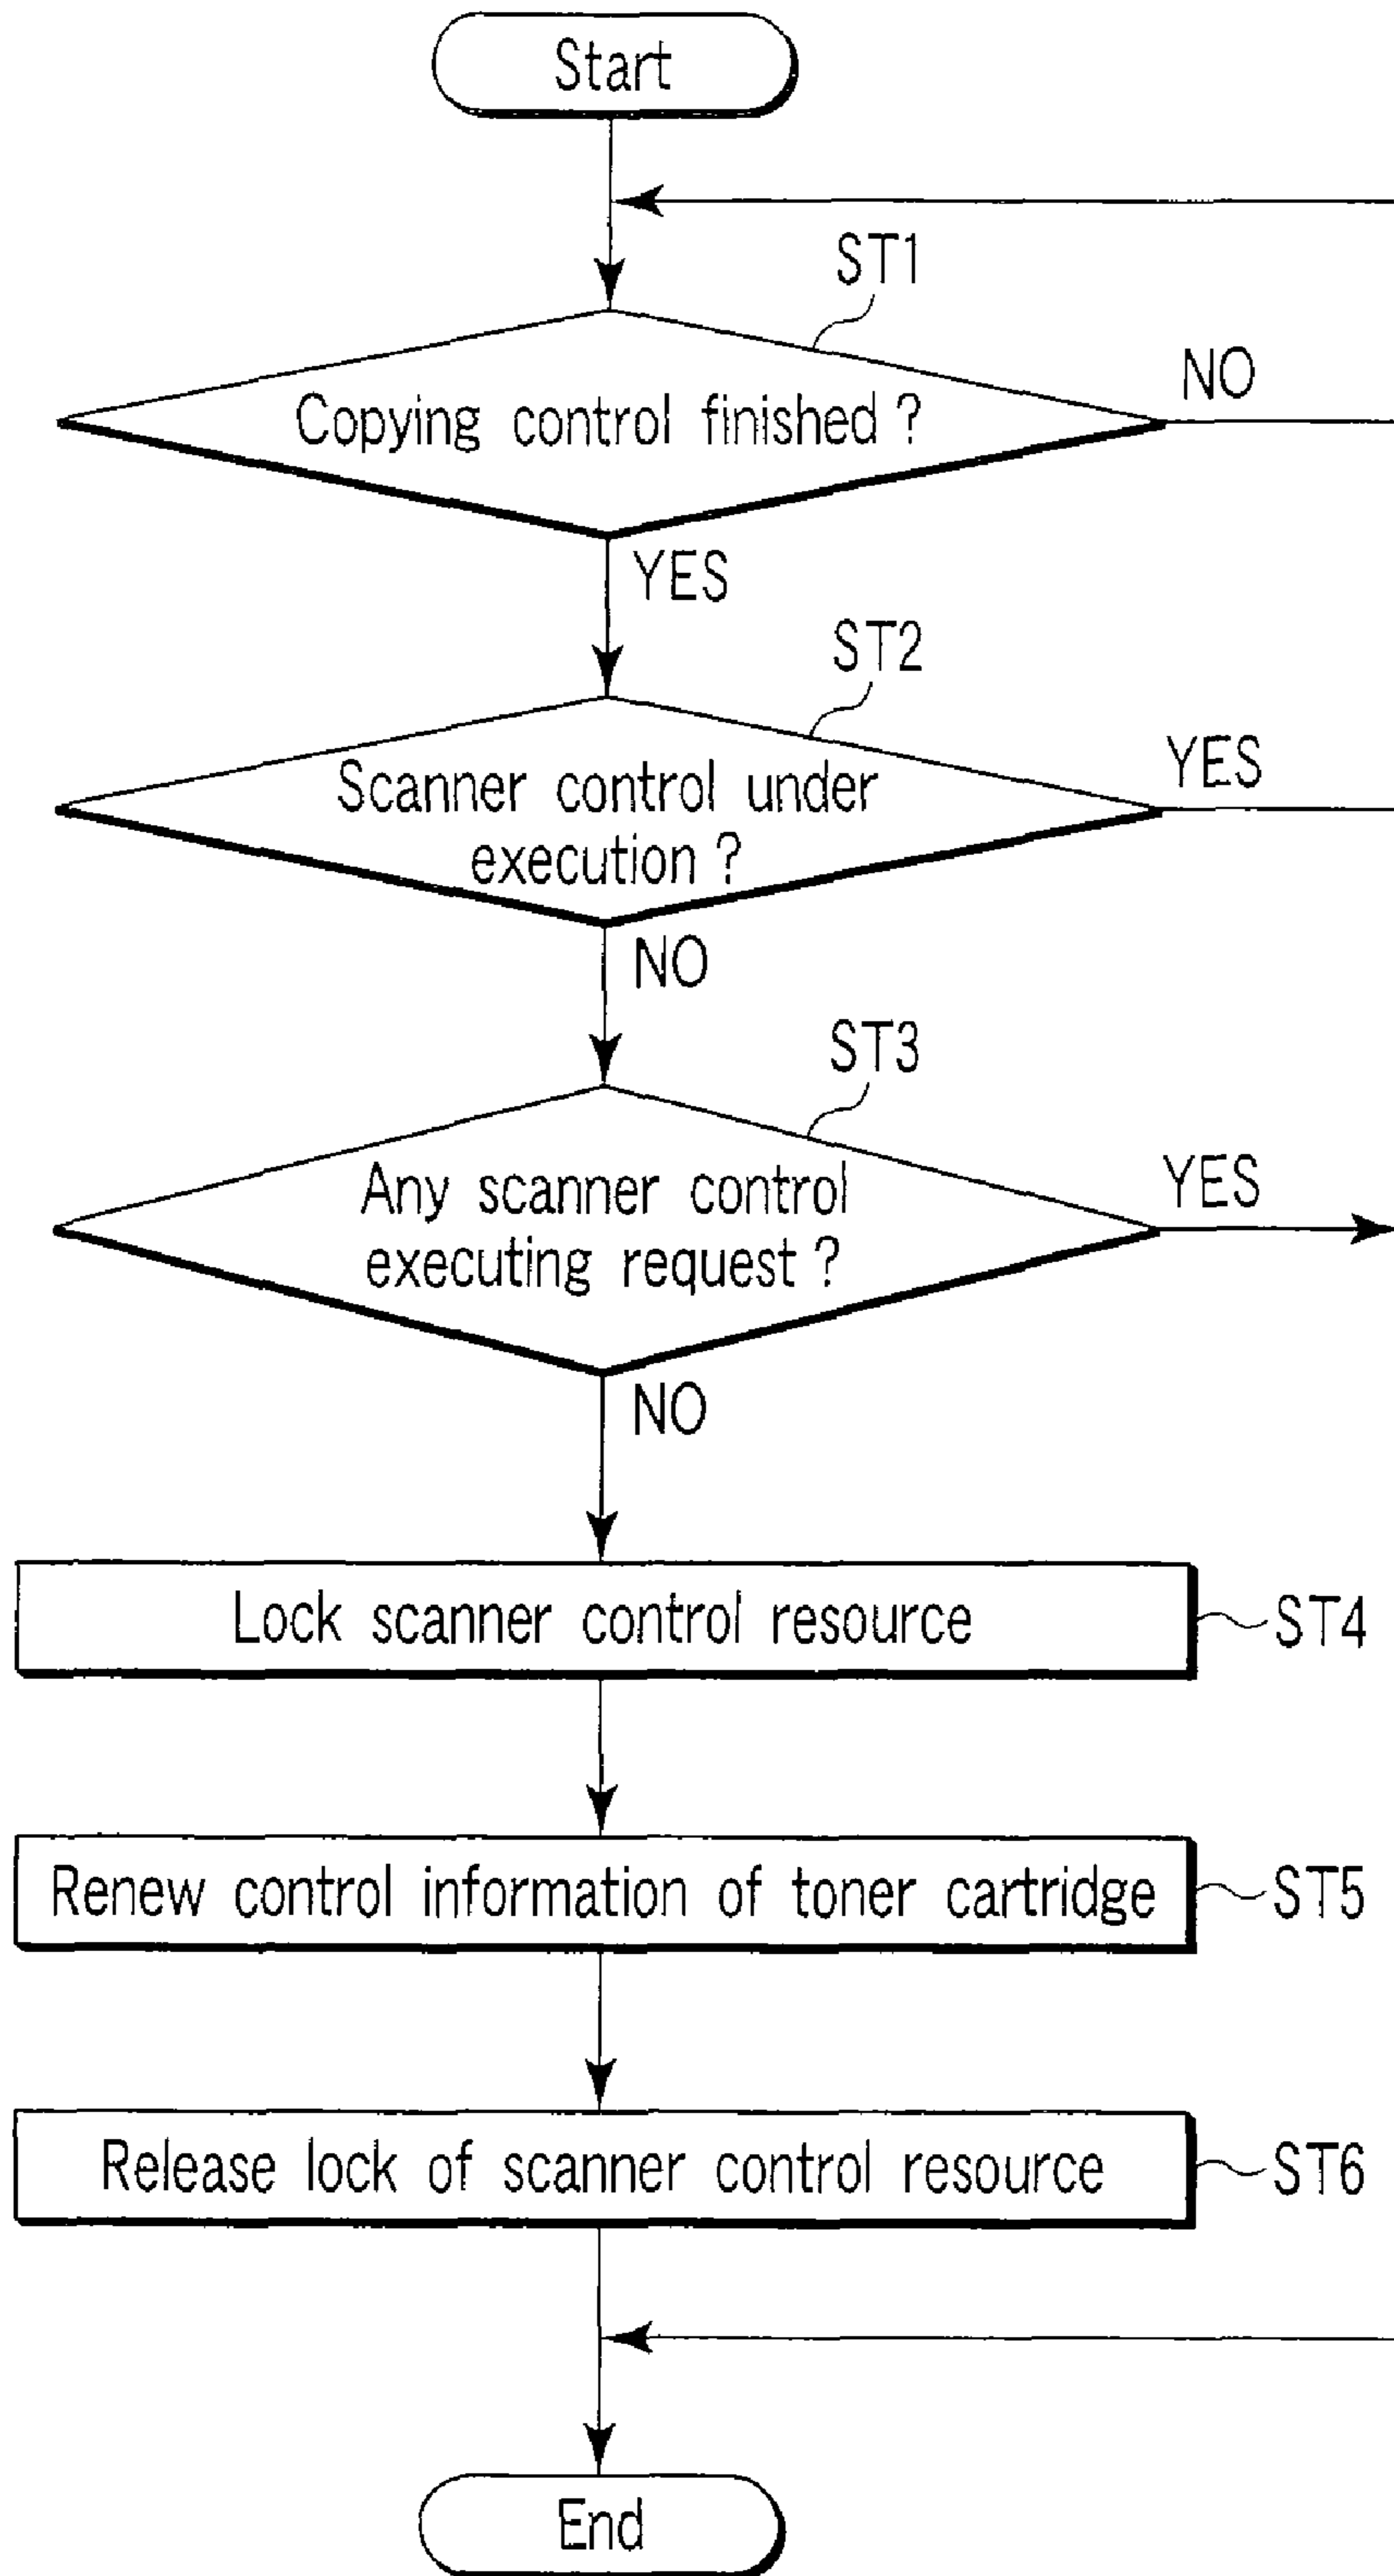 Start
ST1
Copying control finished ?
NO
YES
ST2
Scanner control under
execution ?
YES
NO
ST3
Any scanner control
executing request ?
YES
NO
Lock scanner control resource
ST4
Renew control information of toner cartridge
ST5
Release lock of scanner control resource
ST6
End